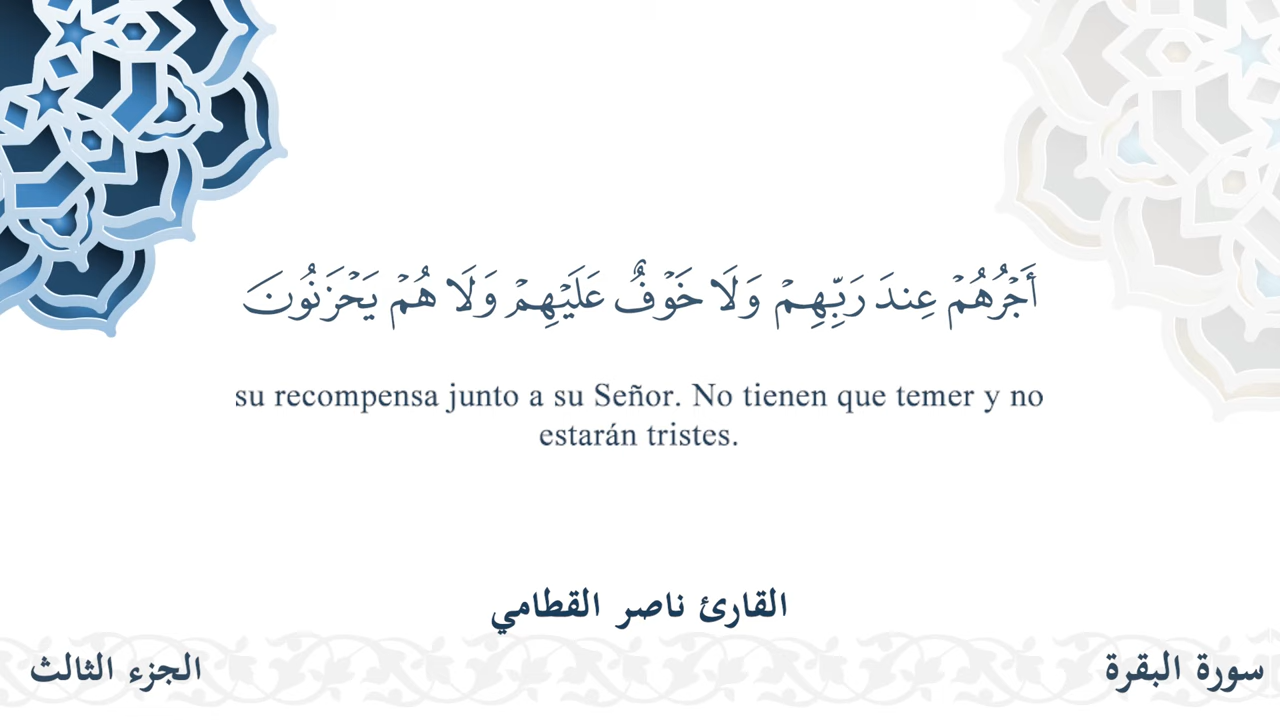 أَجْرُهُمْ عِندَ رَبِّهِمْ وَلَا خَوْفٌ عَلَيْهِمْ وَلَا هُمْ يَحْزَنُونَ
su recompensa junto a su Señor. No tienen que temer y no
estarán tristes.
القارئ ناصر القطامي
سورة البقرة
الجزء الثالث